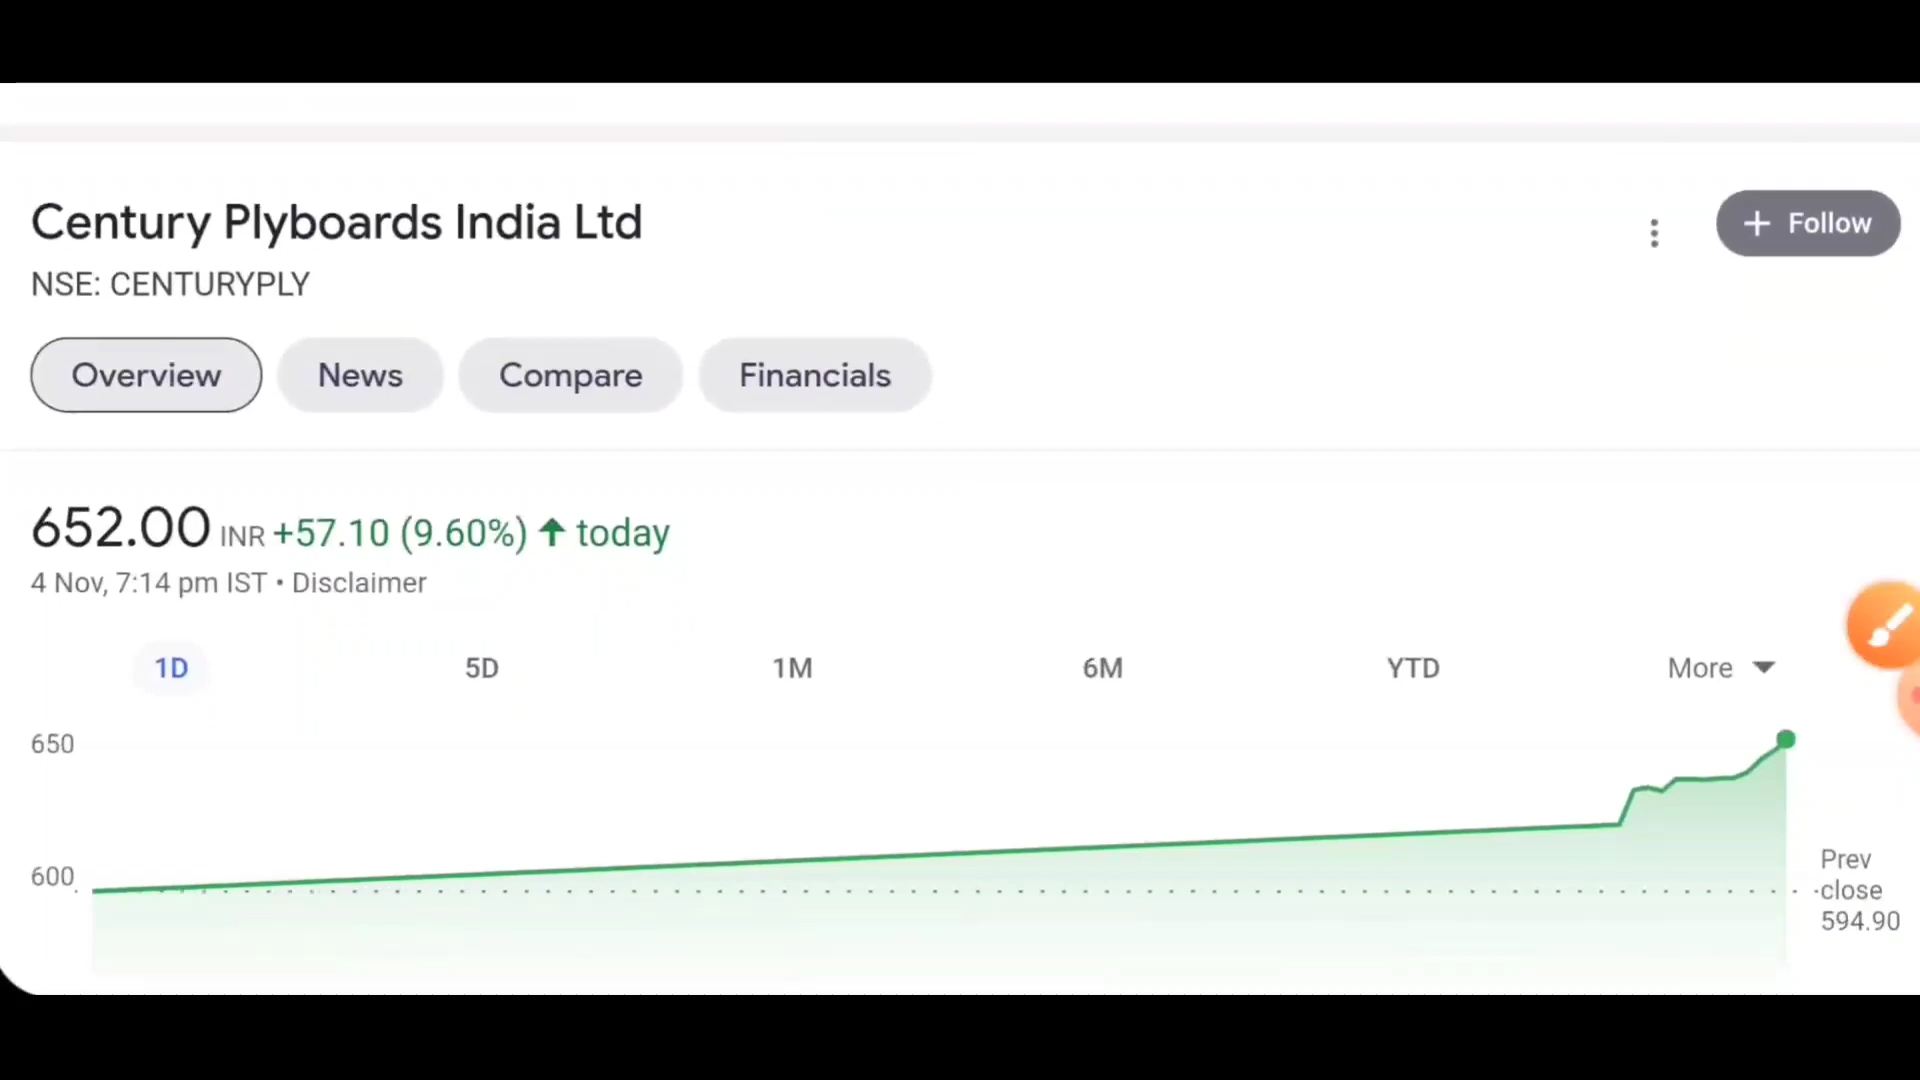 Century Plyboards India Ltd
+ Follow
NSE: CENTURYPLY
Overview
News
Compare
Financials
652.00 INR +57.10 (9.60%) ↑ today
4 Nov, 7:14 pm IST • Disclaimer
1D
5D
1M
6M
YTD
More
650
600
Prev
close
594.90